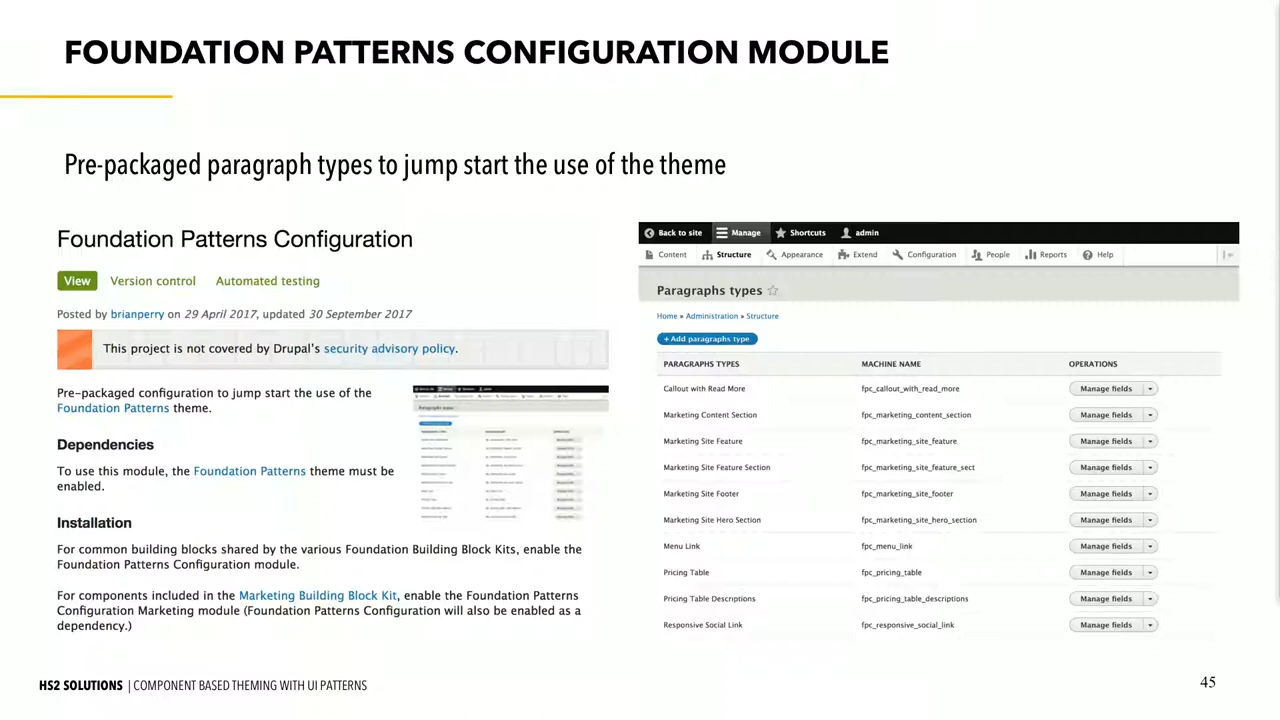 FOUNDATION PATTERNS CONFIGURATION MODULE
Pre-packaged paragraph types to jump start the use of the theme
Foundation Patterns Configuration
View Version control Automated testing
Posted by brianperry on 29 April 2017, updated 30 September 2017
This project is not covered by Drupal's security advisory policy.
Pre-packaged configuration to jump start the use of the
Foundation Patterns theme.
Dependencies
To use this module, the Foundation Patterns theme must be
enabled.
Installation
For common building blocks shared by the various Foundation Building Block Kits, enable the
Foundation Patterns Configuration module.
For components included in the Marketing Building Block Kit, enable the Foundation Patterns
Configuration Marketing module (Foundation Patterns Configuration will also be enabled as a
dependency.)
Back to site Manage Shortcuts admin
Content Structure Appearance Extend Configuration People Reports Help
Paragraphs types
Home » Administration » Structure
+ Add paragraphs type
PARAGRAPHS TYPES MACHINE NAME OPERATIONS
Callout with Read More fpc_callout_with_read_more Manage fields
Marketing Content Section fpc_marketing_content_section Manage fields
Marketing Site Feature fpc_marketing_site_feature Manage fields
Marketing Site Feature Section fpc_marketing_site_feature_sect Manage fields
Marketing Site Footer fpc_marketing_site_footer Manage fields
Marketing Site Hero Section fpc_marketing_site_hero_section Manage fields
Menu Link fpc_menu_link Manage fields
Pricing Table fpc_pricing_table Manage fields
Pricing Table Descriptions fpc_pricing_table_descriptions Manage fields
Responsive Social Link fpc_responsive_social_link Manage fields
HS2 SOLUTIONS | COMPONENT BASED THEMING WITH UI PATTERNS
45